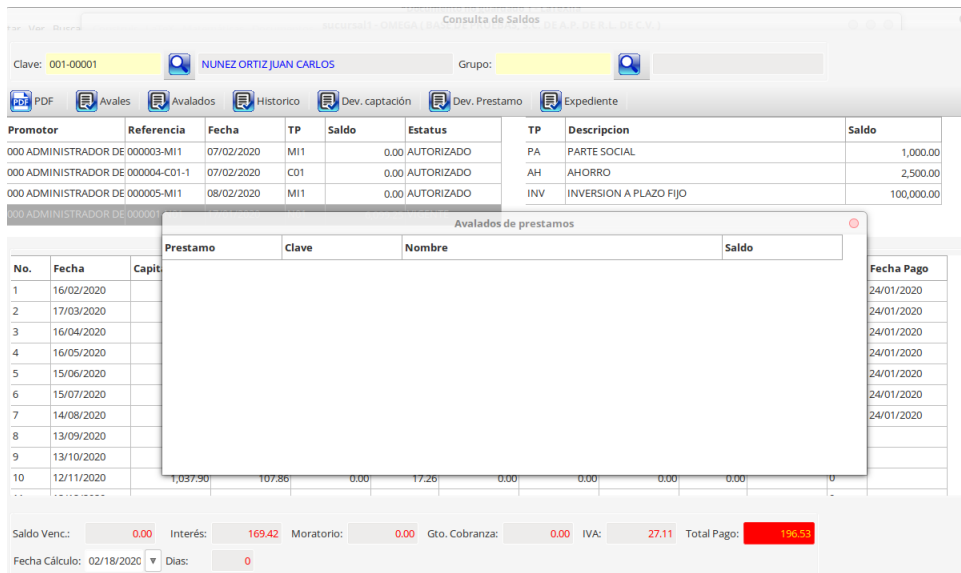 Consulta de Saldos
Clave: 001-00001 NUNEZ ORTIZ JUAN CARLOS Grupo:
PDF PDF Avales Avalados Historico Dev. captación Dev. Prestamo Expediente
Promotor Referencia Fecha TP Saldo Estatus TP Descripcion Saldo
000 ADMINISTRADOR DE 000003-MI1 07/02/2020 MI1 0.00 AUTORIZADO PA PARTE SOCIAL 1,000.00
000 ADMINISTRADOR DE 000004-C01-1 07/02/2020 C01 0.00 AUTORIZADO AH AHORRO 2,500.00
000 ADMINISTRADOR DE 000005-MI1 08/02/2020 MI1 0.00 AUTORIZADO INV INVERSION A PLAZO FIJO 100,000.00
000 ADMINISTRADOR DE
Avalados de prestamos
Prestamo Clave Nombre Saldo
No. Fecha Capit Fecha Pago
1 16/02/2020 24/01/2020
2 17/03/2020 24/01/2020
3 16/04/2020 24/01/2020
4 16/05/2020 24/01/2020
5 15/06/2020 24/01/2020
6 15/07/2020 24/01/2020
7 14/08/2020 24/01/2020
8 13/09/2020
9 13/10/2020
10 12/11/2020 1,037.90 107.86 0.00 17.26 0.00 0.00 0.00 0.00 0
Saldo Venc.: 0.00 Interés: 169.42 Moratorio: 0.00 Gto. Cobranza: 0.00 IVA: 27.11 Total Pago: 196.53
Fecha Cálculo: 02/18/2020 Dias: 0